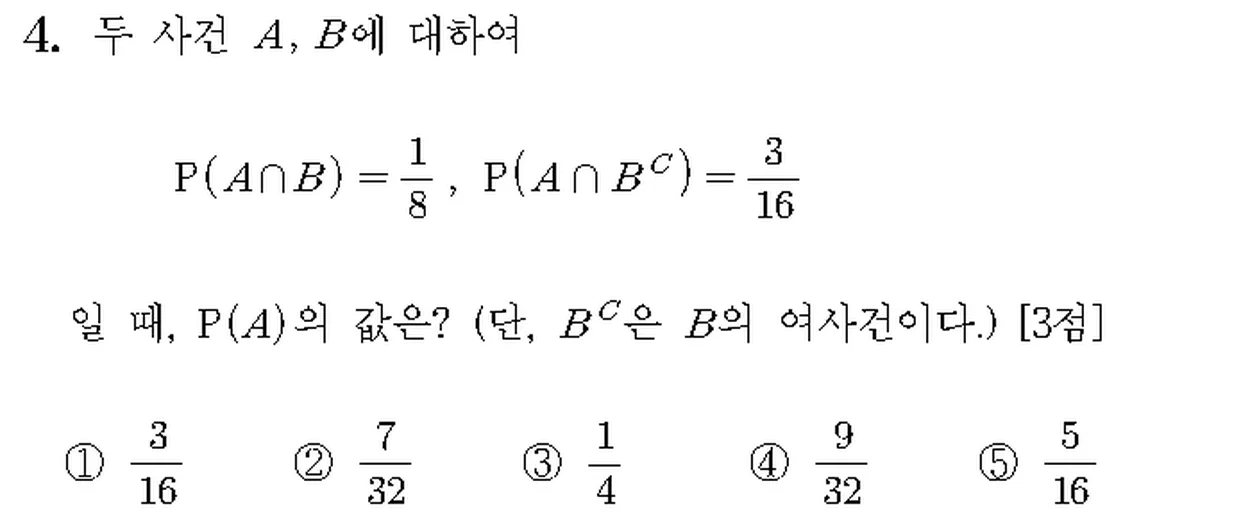 4. 두 사건 A, B에 대하여
P(A∩B) = 1/8, P(A∩B^C) = 3/16
일 때, P(A)의 값은? (단, B^C은 B의 여사건이다.) [3점]
① 3/16 ② 7/32 ③ 1/4 ④ 9/32 ⑤ 5/16